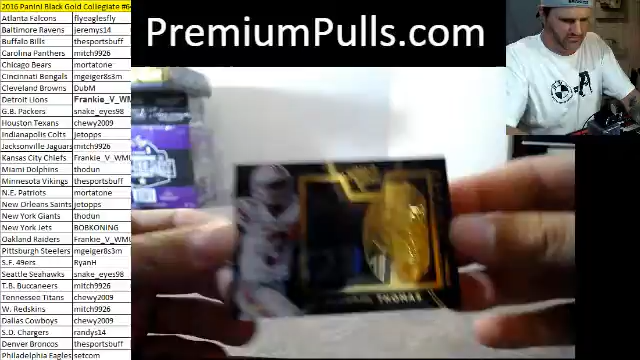 2016 Panini Black Gold Collegiate #6
PremiumPulls.com
Atlanta Falcons flyeaglesfly
Baltimore Ravens jeremys14
Buffalo Bills thesportsbuff
Carolina Panthers mitch9926
Chicago Bears mortatone
Cincinnati Bengals mgeiger8s3m
Cleveland Browns DubM
Detroit Lions Frankie_V_WM
G.B. Packers snake_eyes98
Houston Texans chewy2009
Indianapolis Colts jetopps
Jacksonville Jaguars mitch9926
Kansas City Chiefs Frankie_V_WM
Miami Dolphins thodun
Minnesota Vikings thesportsbuff
N.E. Patriots mortatone
New Orleans Saints jetopps
New York Giants thodun
New York Jets BOBKONING
Oakland Raiders Frankie_V_WM
Pittsburgh Steelers mgeiger8s3m
S.F. 49ers RyanH
Seattle Seahawks snake_eyes98
T.B. Buccaneers mitch9926
Tennessee Titans chewy2009
W. Redskins mitch9926
Dallas Cowboys chewy2009
S.D. Chargers randys14
Denver Broncos thesportsbuff
Philadelphia Eagles setcom
THOMAS